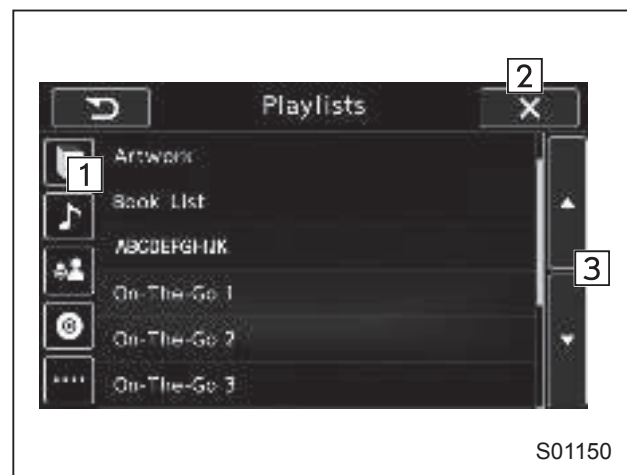 2
Playlists
1
Artwork
Book List
ABCDEFGHIJK
3
On-The-Go 1
On-The-Go 2
On-The-Go 3
S01150